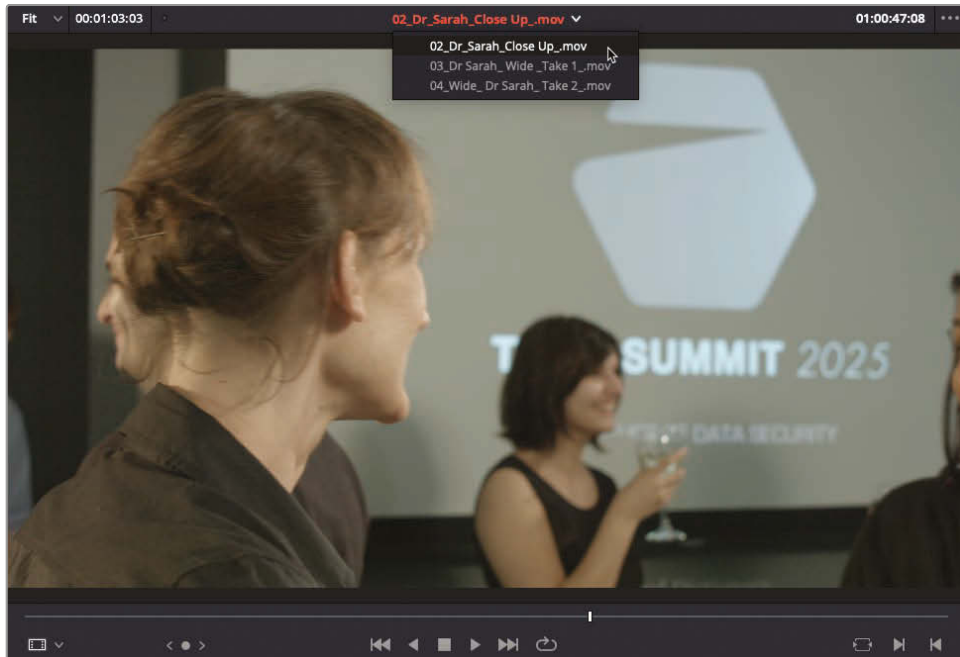 Fit 00:01:03:03 02_Dr_Sarah_Close Up_.mov 01:00:47:08
02_Dr_Sarah_Close Up_.mov
03_Dr Sarah_ Wide _Take 1_.mov
04_Wide_ Dr Sarah_ Take 2_.mov
SUMMIT 2025
DATA SECURITY